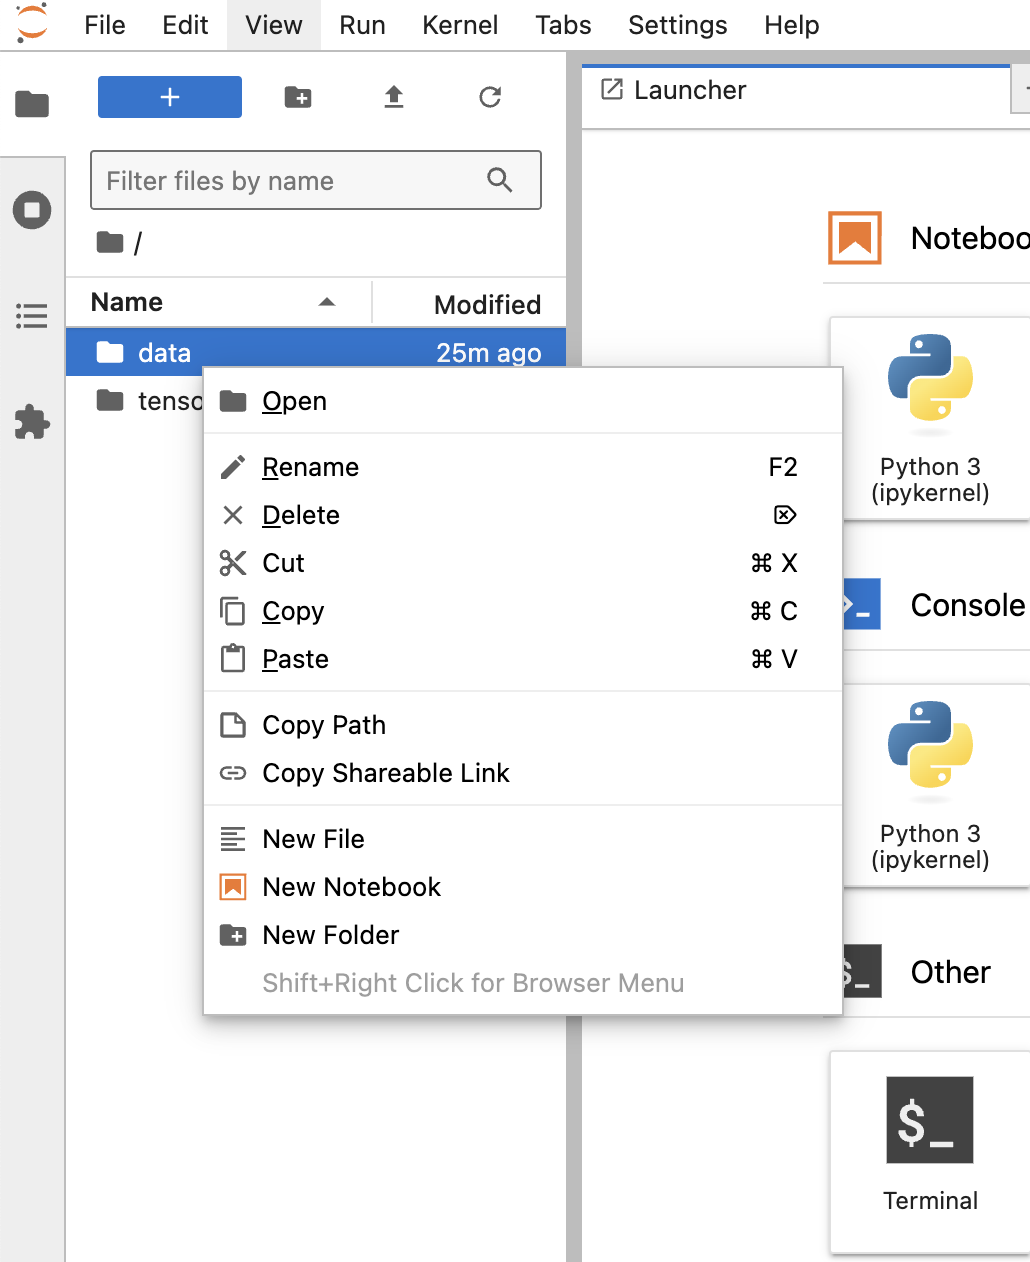 File Edit View Run Kernel Tabs Settings Help
+
Launcher
Filter files by name
/
Name Modified
data 25m ago
Open
Rename F2
Delete
Cut ⌘ X
Copy ⌘ C
Paste ⌘ V
Copy Path
Copy Shareable Link
New File
New Notebook
New Folder
Shift+Right Click for Browser Menu
Python 3
(ipykernel)
Console
Python 3
(ipykernel)
Other
$_
Terminal